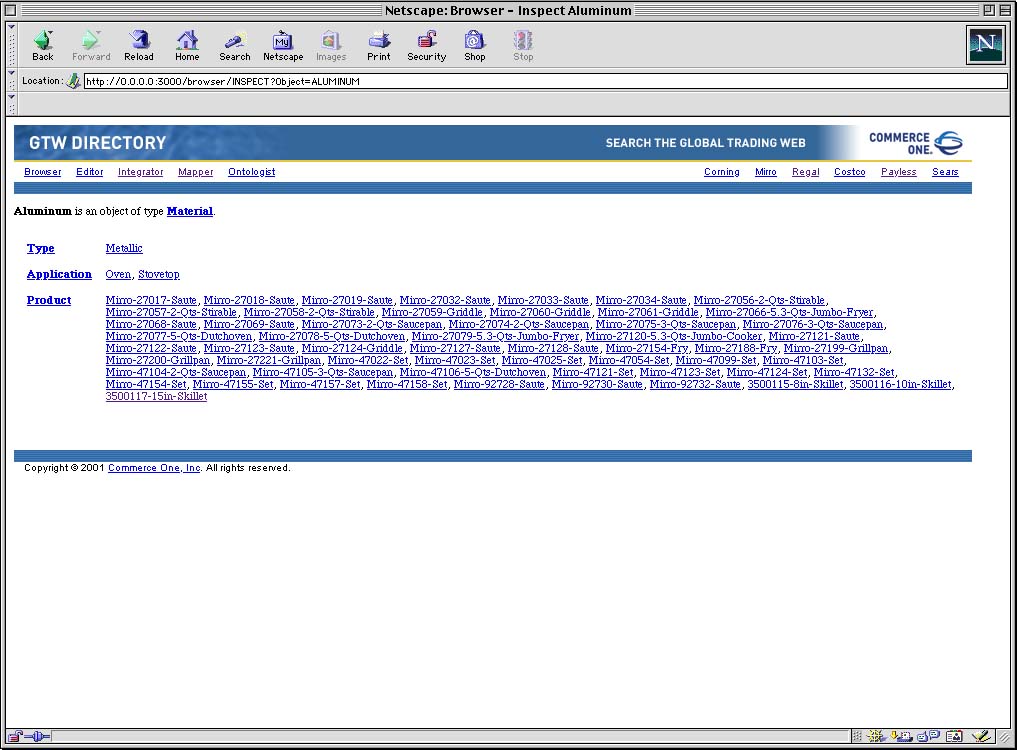 Netscape: Browser - Inspect Aluminum
Back Forward Reload Home Search Netscape Images Print Security Shop Stop
My
N
Location: http://0.0.0.0:3000/browser/INSPECT?Object=ALUMINUM
GTW DIRECTORY SEARCH THE GLOBAL TRADING WEB COMMERCE ONE.
Browser Editor Integrator Mapper Ontologist Corning Mirro Regal Costco Payless Sears
Aluminum is an object of type Material.
Type Metallic
Application Oven, Stovetop
Product Mirro-27017-Saute, Mirro-27018-Saute, Mirro-27019-Saute, Mirro-27032-Saute, Mirro-27033-Saute, Mirro-27034-Saute, Mirro-27056-2-Qts-Stirable,
Mirro-27057-2-Qts-Stirable, Mirro-27058-2-Qts-Stirable, Mirro-27059-Griddle, Mirro-27060-Griddle, Mirro-27061-Griddle, Mirro-27066-5.3-Qts-Jumbo-Fryer,
Mirro-27068-Saute, Mirro-27069-Saute, Mirro-27073-2-Qts-Saucepan, Mirro-27074-2-Qts-Saucepan, Mirro-27075-3-Qts-Saucepan, Mirro-27076-3-Qts-Saucepan,
Mirro-27077-5-Qts-Dutchoven, Mirro-27078-5-Qts-Dutchoven, Mirro-27079-5.3-Qts-Jumbo-Fryer, Mirro-27120-5.3-Qts-Jumbo-Cooker, Mirro-27121-Saute,
Mirro-27122-Saute, Mirro-27123-Saute, Mirro-27124-Griddle, Mirro-27127-Saute, Mirro-27128-Saute, Mirro-27154-Fry, Mirro-27188-Fry, Mirro-27199-Grillpan,
Mirro-27200-Grillpan, Mirro-27221-Grillpan, Mirro-47022-Set, Mirro-47023-Set, Mirro-47025-Set, Mirro-47054-Set, Mirro-47099-Set, Mirro-47103-Set,
Mirro-47104-2-Qts-Saucepan, Mirro-47105-3-Qts-Saucepan, Mirro-47106-5-Qts-Dutchoven, Mirro-47121-Set, Mirro-47123-Set, Mirro-47124-Set, Mirro-47132-Set,
Mirro-47154-Set, Mirro-47155-Set, Mirro-47157-Set, Mirro-47158-Set, Mirro-92728-Saute, Mirro-92730-Saute, Mirro-92732-Saute, 3500115-8in-Skillet, 3500116-10in-Skillet,
3500117-15in-Skillet
Copyright © 2001 Commerce One, Inc. All rights reserved.